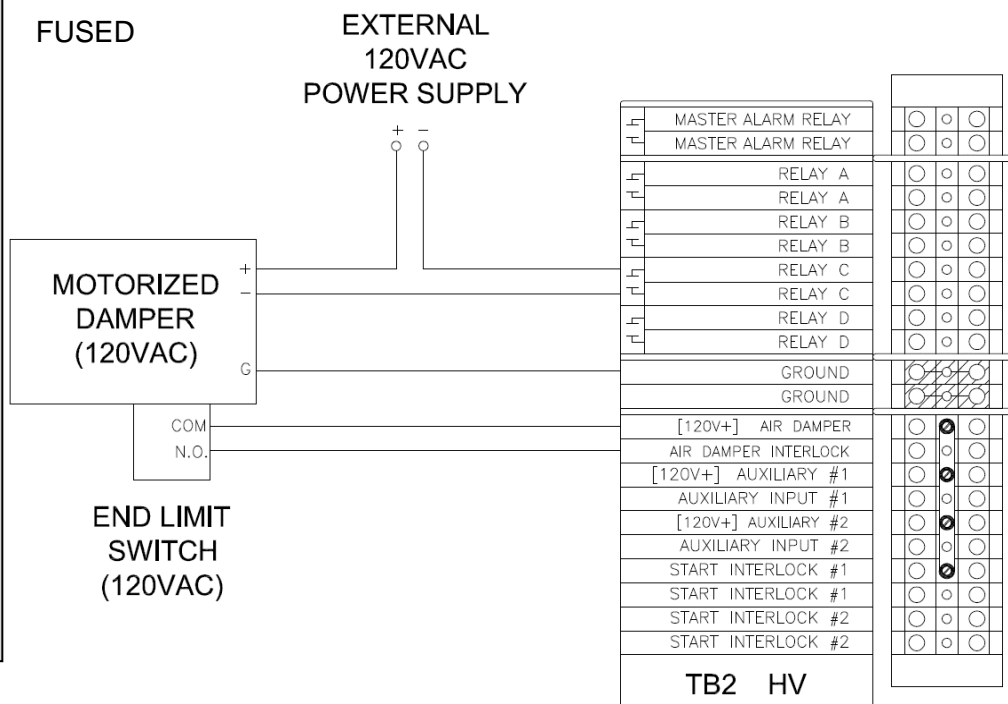 FUSED
EXTERNAL
120VAC
POWER SUPPLY
+ −
MOTORIZED
DAMPER
(120VAC)
+
−
G
COM
N.O.
END LIMIT
SWITCH
(120VAC)
MASTER ALARM RELAY
MASTER ALARM RELAY
RELAY A
RELAY A
RELAY B
RELAY B
RELAY C
RELAY C
RELAY D
RELAY D
GROUND
GROUND
[120V+] AIR DAMPER
AIR DAMPER INTERLOCK
[120V+] AUXILIARY #1
AUXILIARY INPUT #1
[120V+] AUXILIARY #2
AUXILIARY INPUT #2
START INTERLOCK #1
START INTERLOCK #1
START INTERLOCK #2
START INTERLOCK #2
TB2 HV